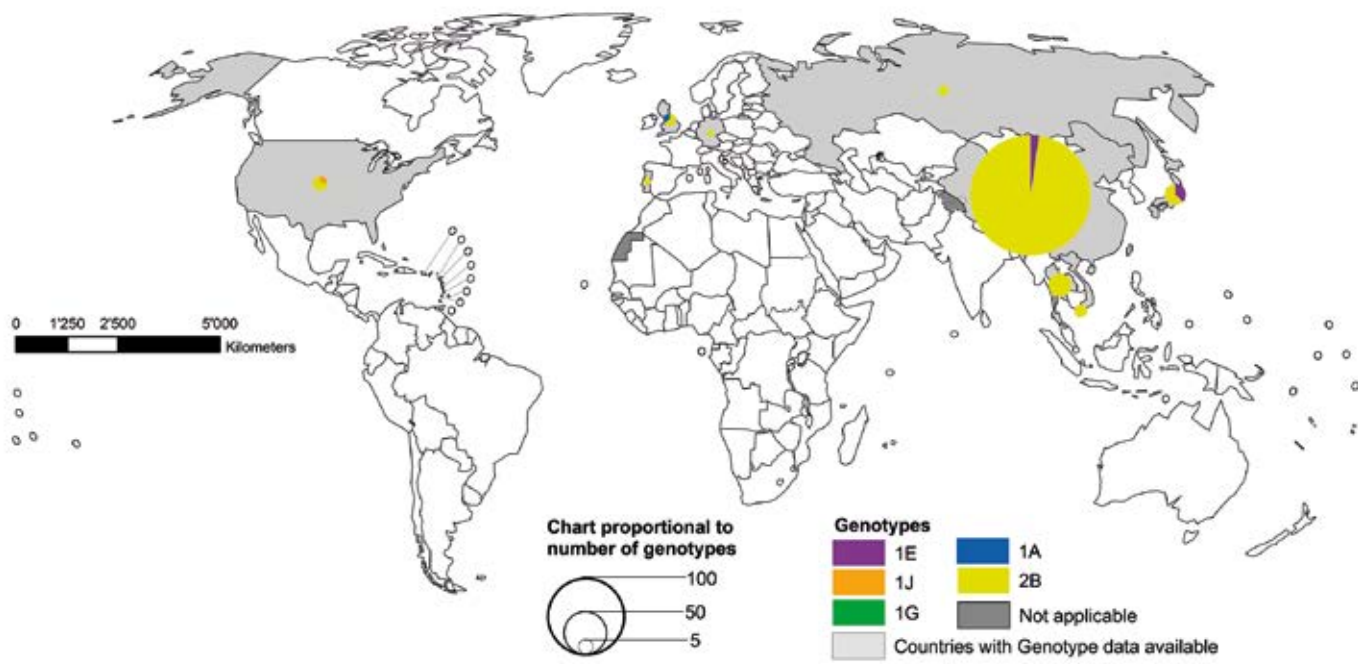 0 1'250 2'500 5'000
Kilometers
Chart proportional to
number of genotypes
100
50
5
Genotypes
1E
1J
1G
1A
2B
Not applicable
Countries with Genotype data available